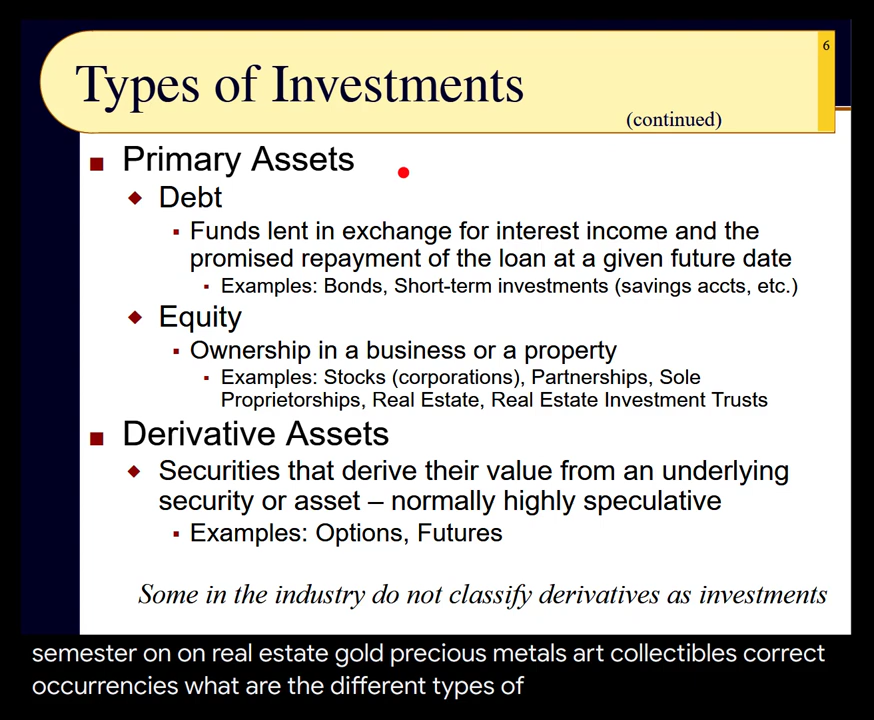 6
Types of Investments
(continued)
Primary Assets
Debt
Funds lent in exchange for interest income and the
promised repayment of the loan at a given future date
Examples: Bonds, Short-term investments (savings accts, etc.)
Equity
Ownership in a business or a property
Examples: Stocks (corporations), Partnerships, Sole
Proprietorships, Real Estate, Real Estate Investment Trusts
Derivative Assets
Securities that derive their value from an underlying
security or asset – normally highly speculative
Examples: Options, Futures
Some in the industry do not classify derivatives as investments
semester on on real estate gold precious metals art collectibles correct
occurrencies what are the different types of